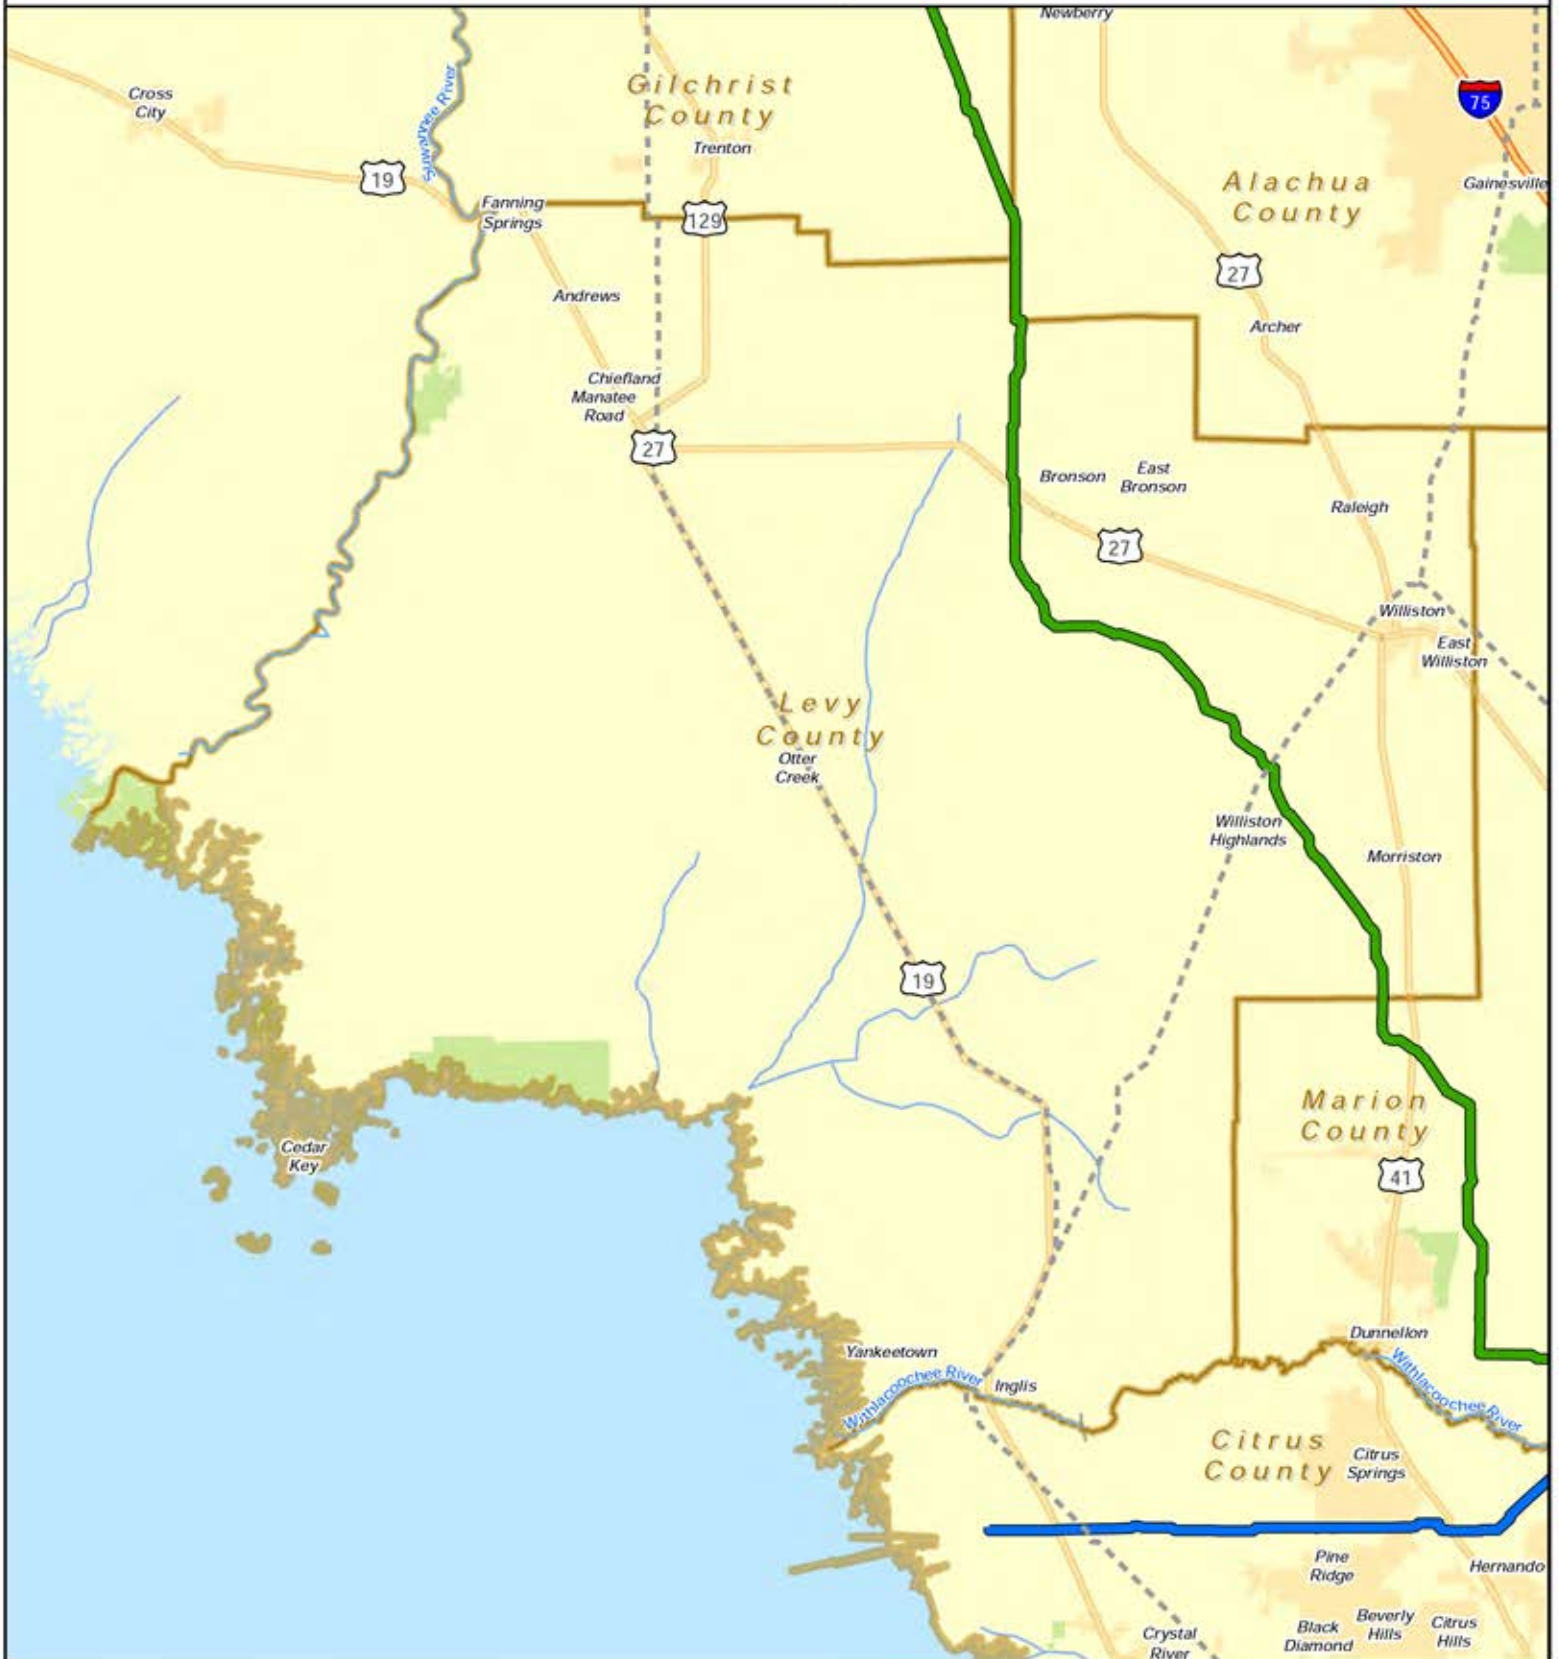 Newberry
Cross
City
Suwannee River
Gilchrist
County
Trenton
75
19
Alachua
County
Gainesville
Fanning
Springs
129
27
Andrews
Archer
Chiefland
Manatee
Road
27
Bronson
East
Bronson
Raleigh
27
Williston
East
Williston
Levy
County
Otter
Creek
Williston
Highlands
Morriston
19
Marion
County
Cedar
Key
41
Yankeetown
Dunnellon
Withlacoochee River
Inglis
Withlacoochee River
Citrus
County
Citrus
Springs
Pine
Ridge
Hernando
Black
Diamond
Beverly
Hills
Citrus
Hills
Crystal
River